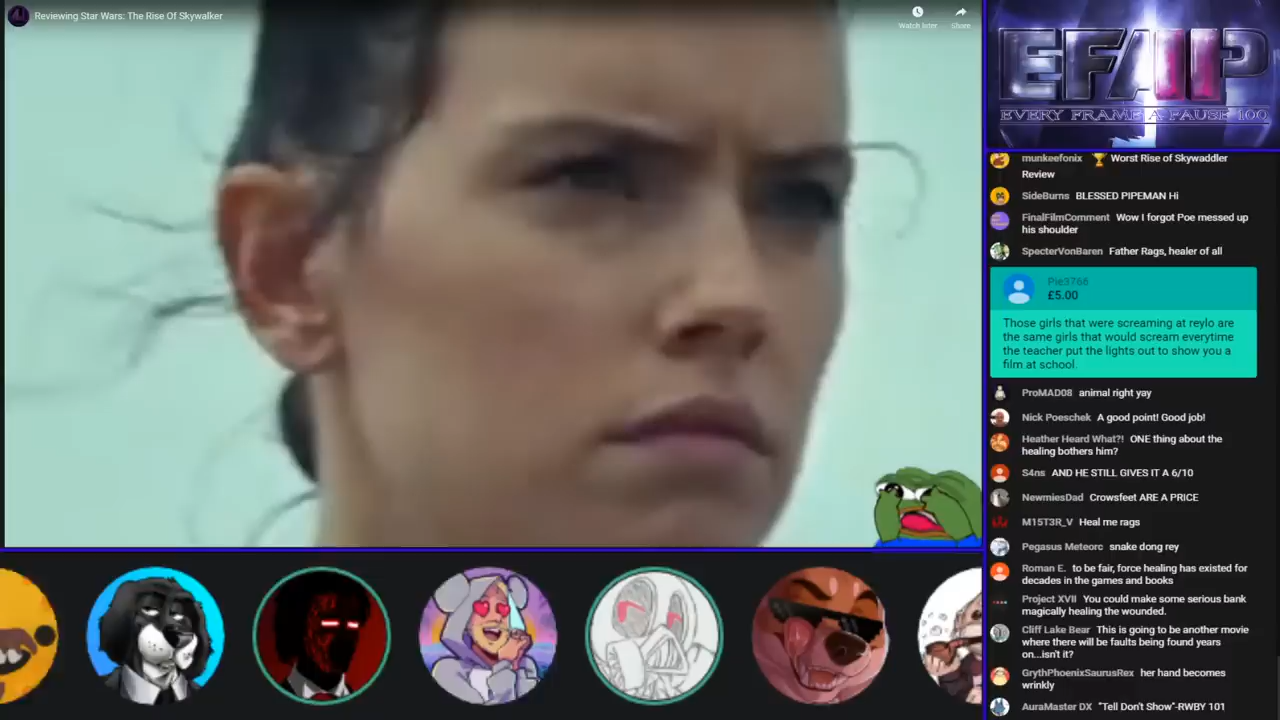 Reviewing Star Wars: The Rise Of Skywalker
Watch later
Share
EFAP
EVERY FRAME A PAUSE 100
munkeefonix 🏆 Worst Rise of Skywaddler
Review
SideBurns BLESSED PIPEMAN Hi
FinalFilmComment Wow I forgot Poe messed up
his shoulder
SpecterVonBaren Father Rags, healer of all
Pie3766
£5.00
Those girls that were screaming at reylo are
the same girls that would scream everytime
the teacher put the lights out to show you a
film at school.
ProMAD08 animal right yay
Nick Poeschek A good point! Good job!
Heather Heard What?! ONE thing about the
healing bothers him?
S4ns AND HE STILL GIVES IT A 6/10
NewmiesDad Crowsfeet ARE A PRICE
M15T3R_V Heal me rags
Pegasus Meteorc snake dong rey
Roman E. to be fair, force healing has existed for
decades in the games and books
Project XVII You could make some serious bank
magically healing the wounded.
Cliff Lake Bear This is going to be another movie
where there will be faults being found years
on...isn't it?
GrythPhoenixSaurusRex her hand becomes
wrinkly
AuraMaster DX "Tell Don't Show"-RWBY 101